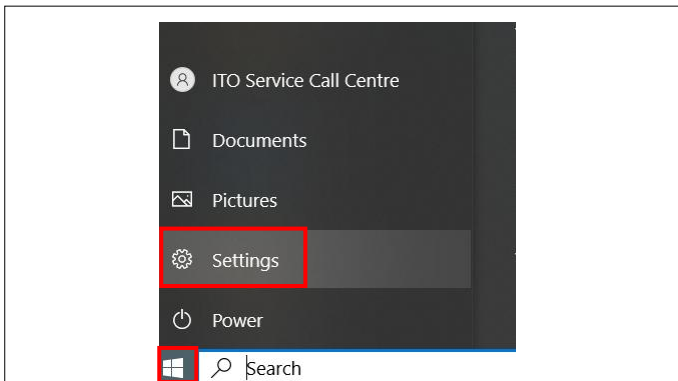 ITO Service Call Centre
Documents
Pictures
Settings
Power
Search